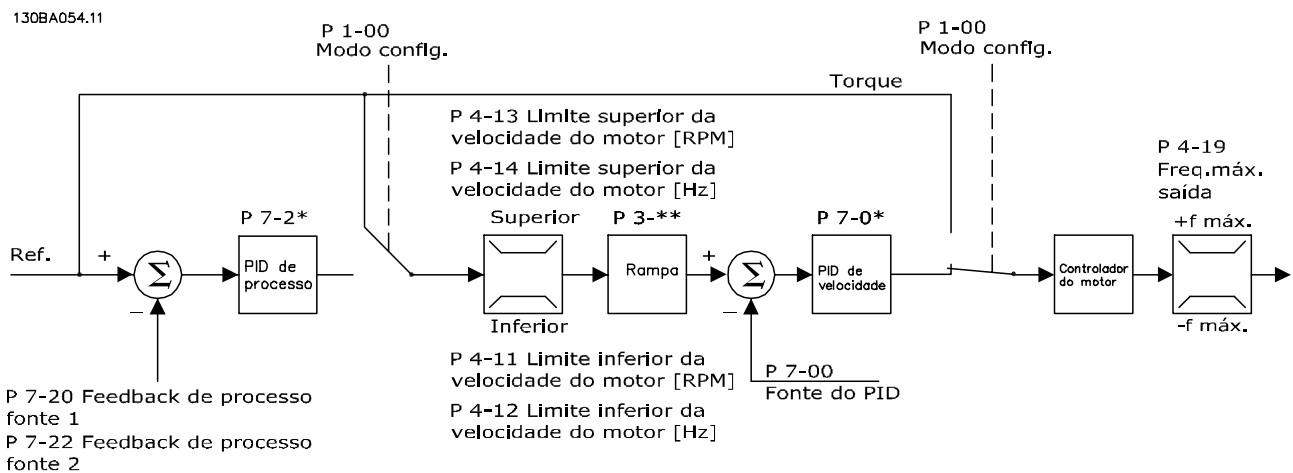 130BA054.11
P 1-00
Modo config.
P 1-00
Modo config.
Torque
P 4-13 Limite superior da
velocidade do motor [RPM]
P 4-14 Limite superior da
velocidade do motor [Hz]
P 4-19
Freq.máx.
saída
P 7-2*
Superior
P 3-**
P 7-0*
+f máx.
Ref.
+
Σ
PID de
processo
Rampa
+
Σ
PID de
velocidade
Controlador
do motor
−
Inferior
−
-f máx.
P 4-11 Limite inferior da
velocidade do motor [RPM]
P 4-12 Limite inferior da
velocidade do motor [Hz]
P 7-00
Fonte do PID
P 7-20 Feedback de processo
fonte 1
P 7-22 Feedback de processo
fonte 2